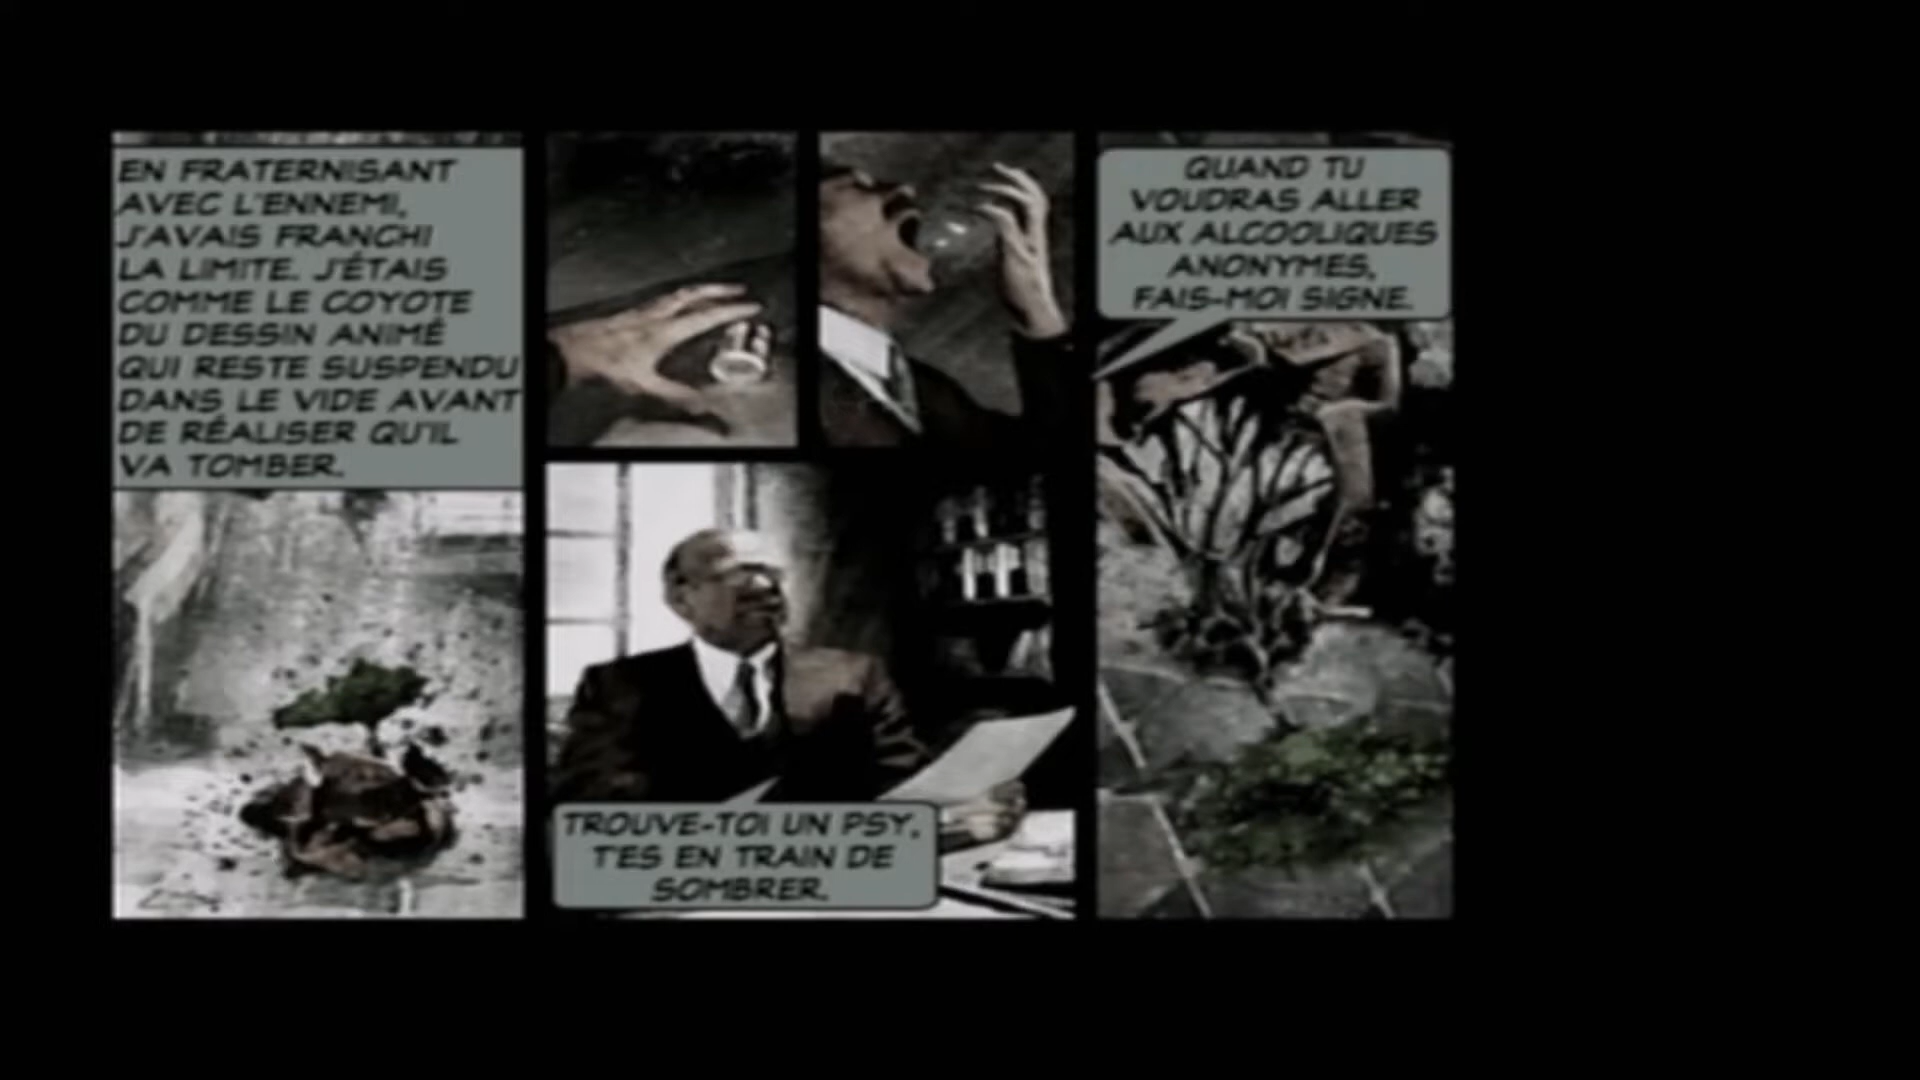 EN FRATERNISANT
AVEC L'ENNEMI,
J'AVAIS FRANCHI
LA LIMITE. J'ÉTAIS
COMME LE COYOTE
DU DESSIN ANIMÉ
QUI RESTE SUSPENDU
DANS LE VIDE AVANT
DE RÉALISER QU'IL
VA TOMBER.
TROUVE-TOI UN PSY,
T'ES EN TRAIN DE
SOMBRER.
QUAND TU
VOUDRAS ALLER
AUX ALCOOLIQUES
ANONYMES,
FAIS-MOI SIGNE.